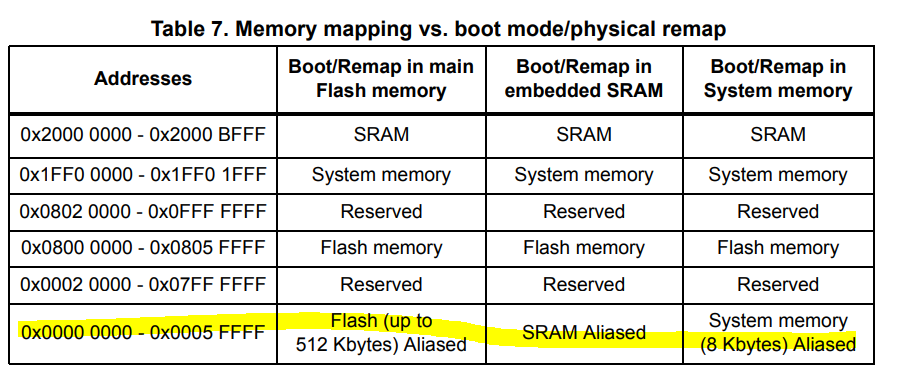 Table 7. Memory mapping vs. boot mode/physical remap
Addresses
Boot/Remap in main
Flash memory
Boot/Remap in
embedded SRAM
Boot/Remap in
System memory
0x2000 0000 - 0x2000 BFFF
SRAM
SRAM
SRAM
0x1FF0 0000 - 0x1FF0 1FFF
System memory
System memory
System memory
0x0802 0000 - 0x0FFF FFFF
Reserved
Reserved
Reserved
0x0800 0000 - 0x0805 FFFF
Flash memory
Flash memory
Flash memory
0x0002 0000 - 0x07FF FFFF
Reserved
Reserved
Reserved
0x0000 0000 - 0x0005 FFFF
Flash (up to
512 Kbytes) Aliased
SRAM Aliased
System memory
(8 Kbytes) Aliased